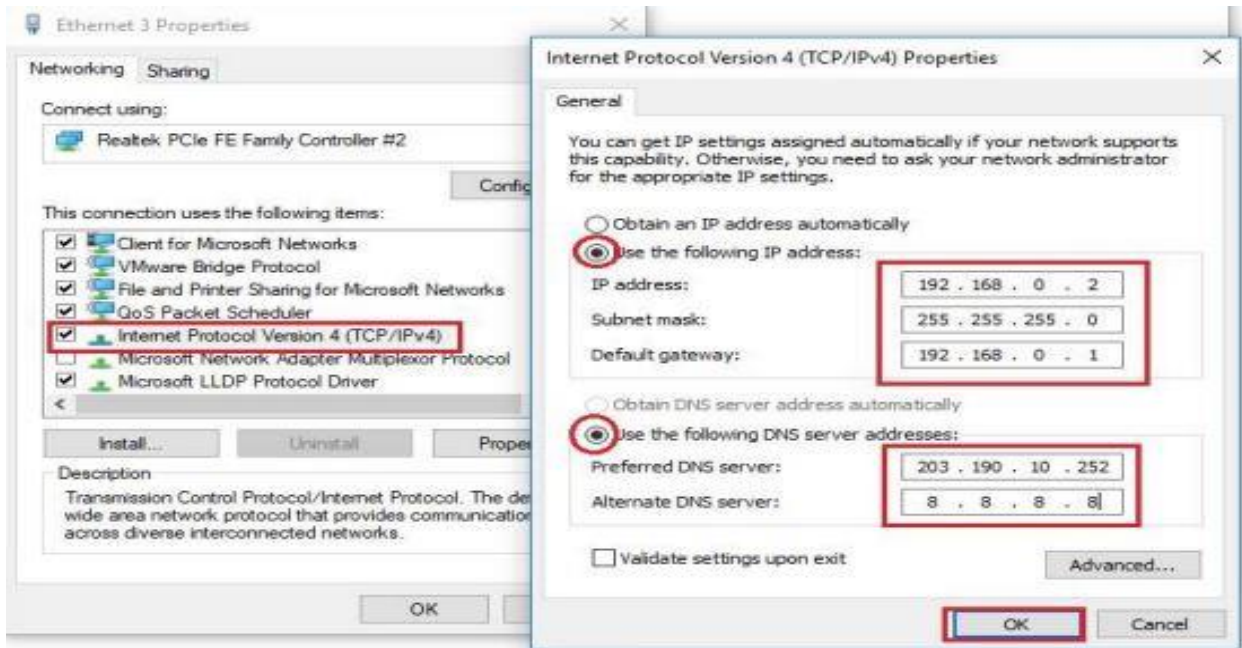 Ethernet 3 Properties
Networking Sharing
Connect using:
Realtek PCIe FE Family Controller #2
Config
This connection uses the following items:
Client for Microsoft Networks
VMware Bridge Protocol
File and Printer Sharing for Microsoft Networks
QoS Packet Scheduler
Internet Protocol Version 4 (TCP/IPv4)
Microsoft Network Adapter Multiplexor Protocol
Microsoft LLDP Protocol Driver
Install... Uninstall Proper
Description
Transmission Control Protocol/Internet Protocol. The de
wide area network protocol that provides communication
across diverse interconnected networks.
OK
Internet Protocol Version 4 (TCP/IPv4) Properties
General
You can get IP settings assigned automatically if your network supports
this capability. Otherwise, you need to ask your network administrator
for the appropriate IP settings.
Obtain an IP address automatically
Use the following IP address:
IP address: 192 . 168 . 0 . 2
Subnet mask: 255 . 255 . 255 . 0
Default gateway: 192 . 168 . 0 . 1
Obtain DNS server address automatically
Use the following DNS server addresses:
Preferred DNS server: 203 . 190 . 10 . 252
Alternate DNS server: 8 . 8 . 8 . 8
Validate settings upon exit
Advanced...
OK Cancel